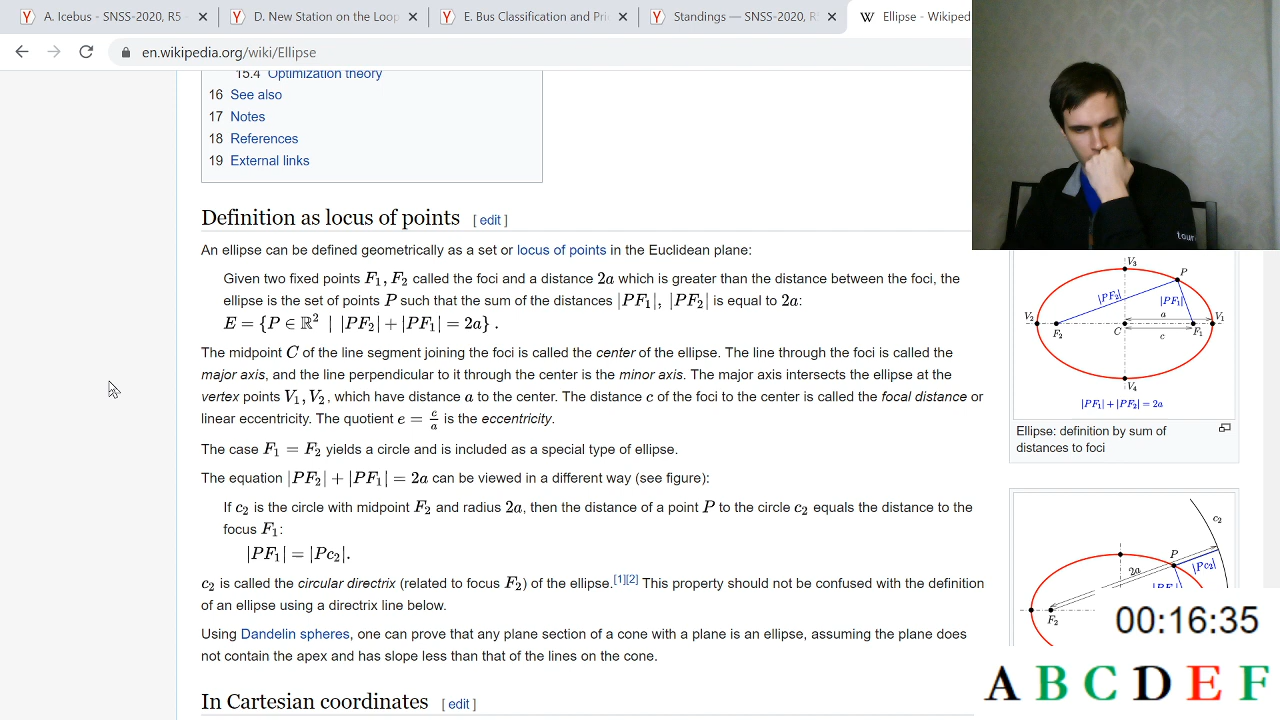 A. Icebus - SNSS-2020, R5 -
D. New Station on the Loop
E. Bus Classification and Pri
Standings — SNSS-2020, R
Ellipse - Wikiped
en.wikipedia.org/wiki/Ellipse
15.4 Optimization theory
16 See also
17 Notes
18 References
19 External links
Definition as locus of points [ edit ]
An ellipse can be defined geometrically as a set or locus of points in the Euclidean plane:
Given two fixed points F₁, F₂ called the foci and a distance 2a which is greater than the distance between the foci, the
ellipse is the set of points P such that the sum of the distances |PF₁|, |PF₂| is equal to 2a:
E = {P ∈ ℝ² | |PF₂| + |PF₁| = 2a} .
The midpoint C of the line segment joining the foci is called the center of the ellipse. The line through the foci is called the
major axis, and the line perpendicular to it through the center is the minor axis. The major axis intersects the ellipse at the
vertex points V₁, V₂, which have distance a to the center. The distance c of the foci to the center is called the focal distance or
linear eccentricity. The quotient e = c/a is the eccentricity.
The case F₁ = F₂ yields a circle and is included as a special type of ellipse.
The equation |PF₂| + |PF₁| = 2a can be viewed in a different way (see figure):
If c₂ is the circle with midpoint F₂ and radius 2a, then the distance of a point P to the circle c₂ equals the distance to the
focus F₁:
|PF₁| = |Pc₂|.
c₂ is called the circular directrix (related to focus F₂) of the ellipse.[1][2] This property should not be confused with the definition
of an ellipse using a directrix line below.
Using Dandelin spheres, one can prove that any plane section of a cone with a plane is an ellipse, assuming the plane does
not contain the apex and has slope less than that of the lines on the cone.
In Cartesian coordinates [ edit ]
tour
V₃
P
|PF₂|
|PF₁|
a
V₂
V₁
F₂
C
F₁
c
V₄
|PF₁| + |PF₂| = 2a
Ellipse: definition by sum of
distances to foci
c₂
P
|Pc₂|
2a
F₂
00:16:35
A B C D E F